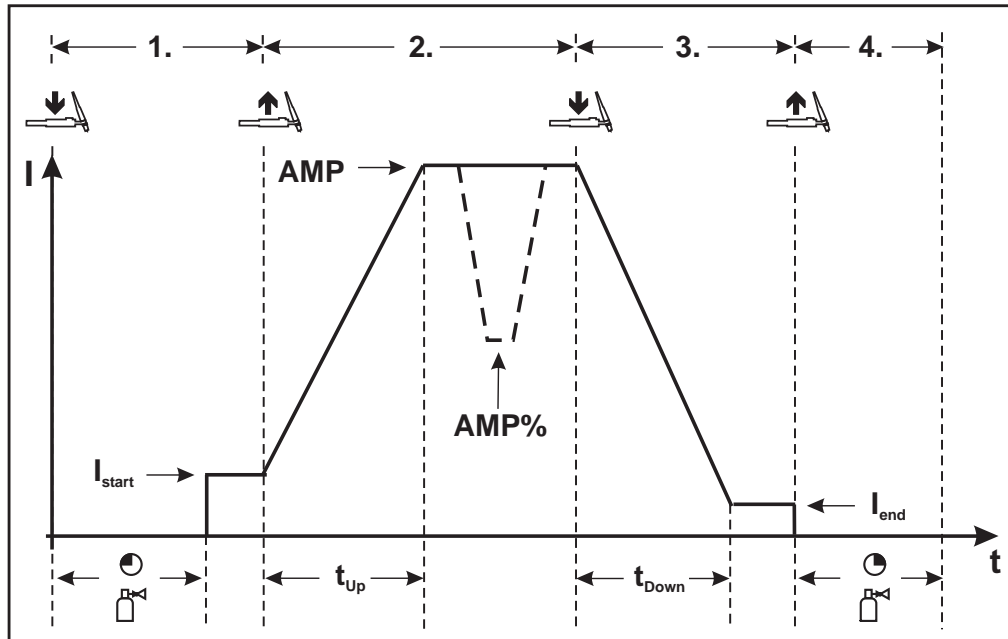 1. 2. 3. 4.
I
AMP
AMP%
Istart
Iend
t
tUp
tDown